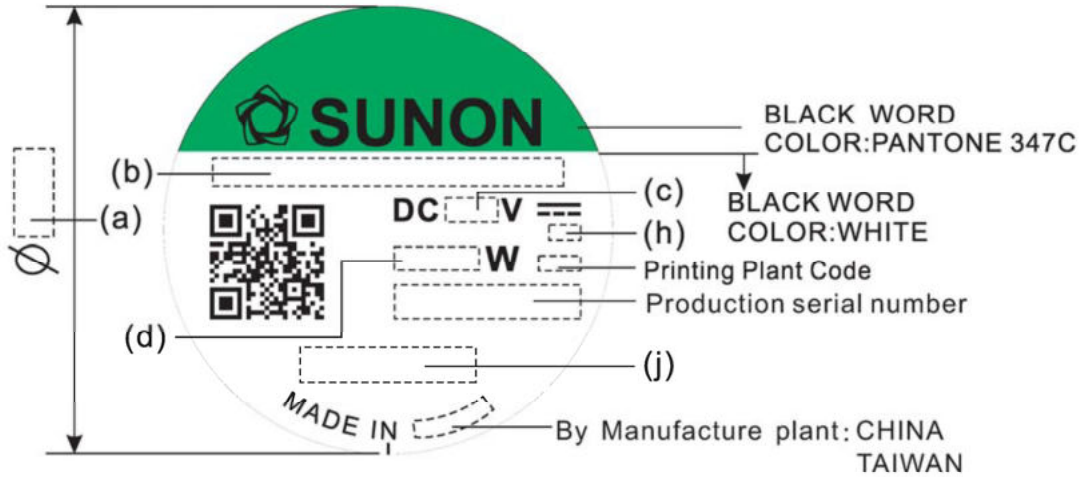 SUNON
BLACK WORD
COLOR:PANTONE 347C
(b)
(c)
DC V
BLACK WORD
COLOR:WHITE
(a)
(h)
Ø
W
Printing Plant Code
Production serial number
(d)
(j)
MADE IN
By Manufacture plant: CHINA
TAIWAN